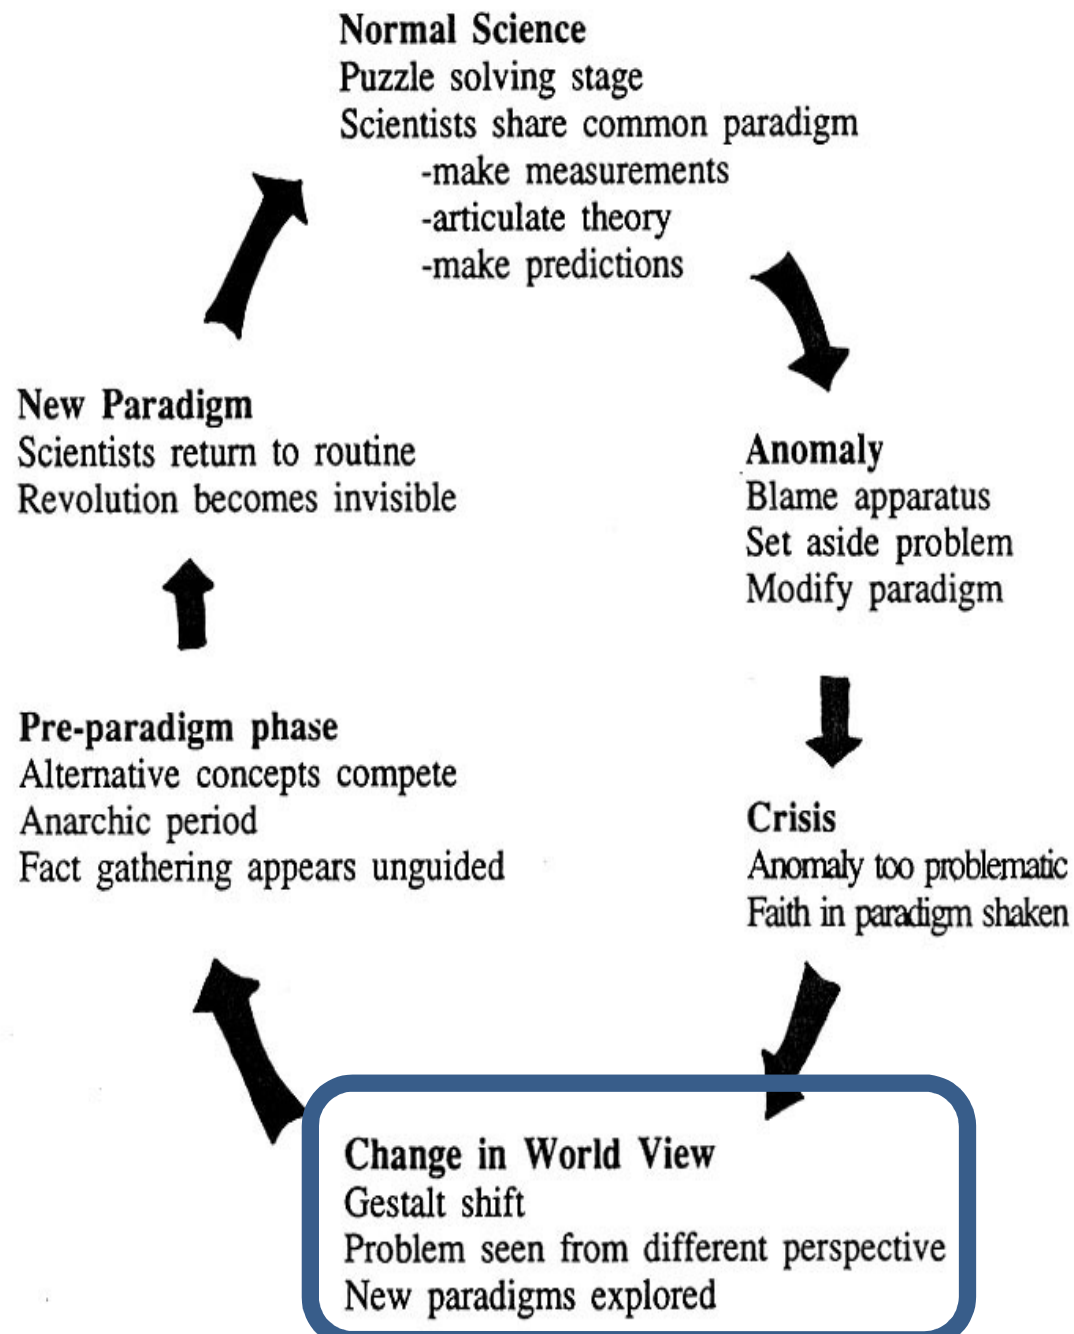 Normal Science
Puzzle solving stage
Scientists share common paradigm
-make measurements
-articulate theory
-make predictions
Anomaly
Blame apparatus
Set aside problem
Modify paradigm
Crisis
Anomaly too problematic
Faith in paradigm shaken
Change in World View
Gestalt shift
Problem seen from different perspective
New paradigms explored
Pre-paradigm phase
Alternative concepts compete
Anarchic period
Fact gathering appears unguided
New Paradigm
Scientists return to routine
Revolution becomes invisible